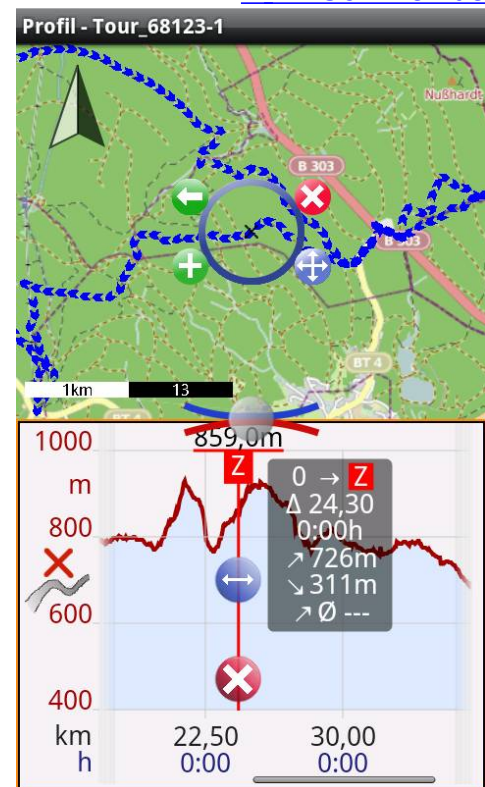 Profil - Tour_68123-1
Nußhardt
B 303
B 303
BT 4
BT 4
1km 13
859,0m
1000
m
800
600
400
Z
0 → Z
Δ 24,30
0:00h
↗ 726m
↘ 311m
↗ Ø ---
km 22,50 30,00
h 0:00 0:00